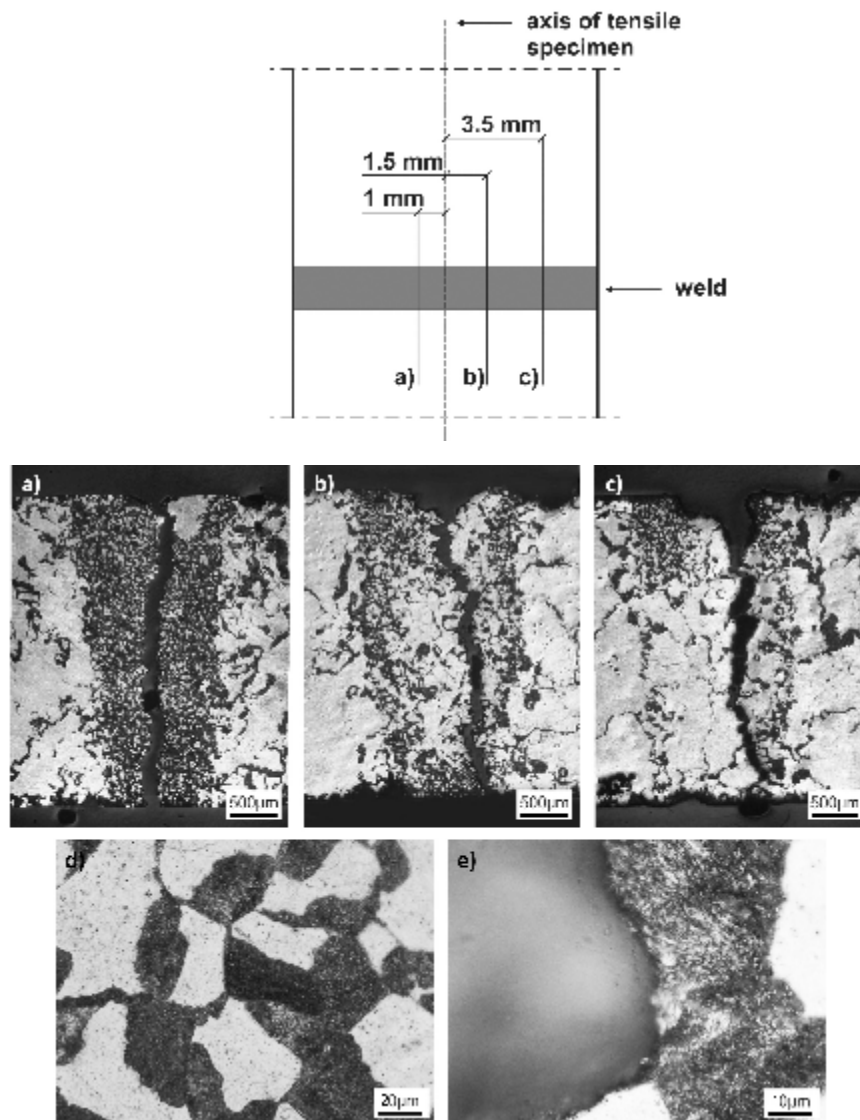 axis of tensile
specimen
3.5 mm
1.5 mm
1 mm
weld
a)
b)
c)
a)
b)
c)
500µm
500µm
500µm
d)
e)
20µm
10µm